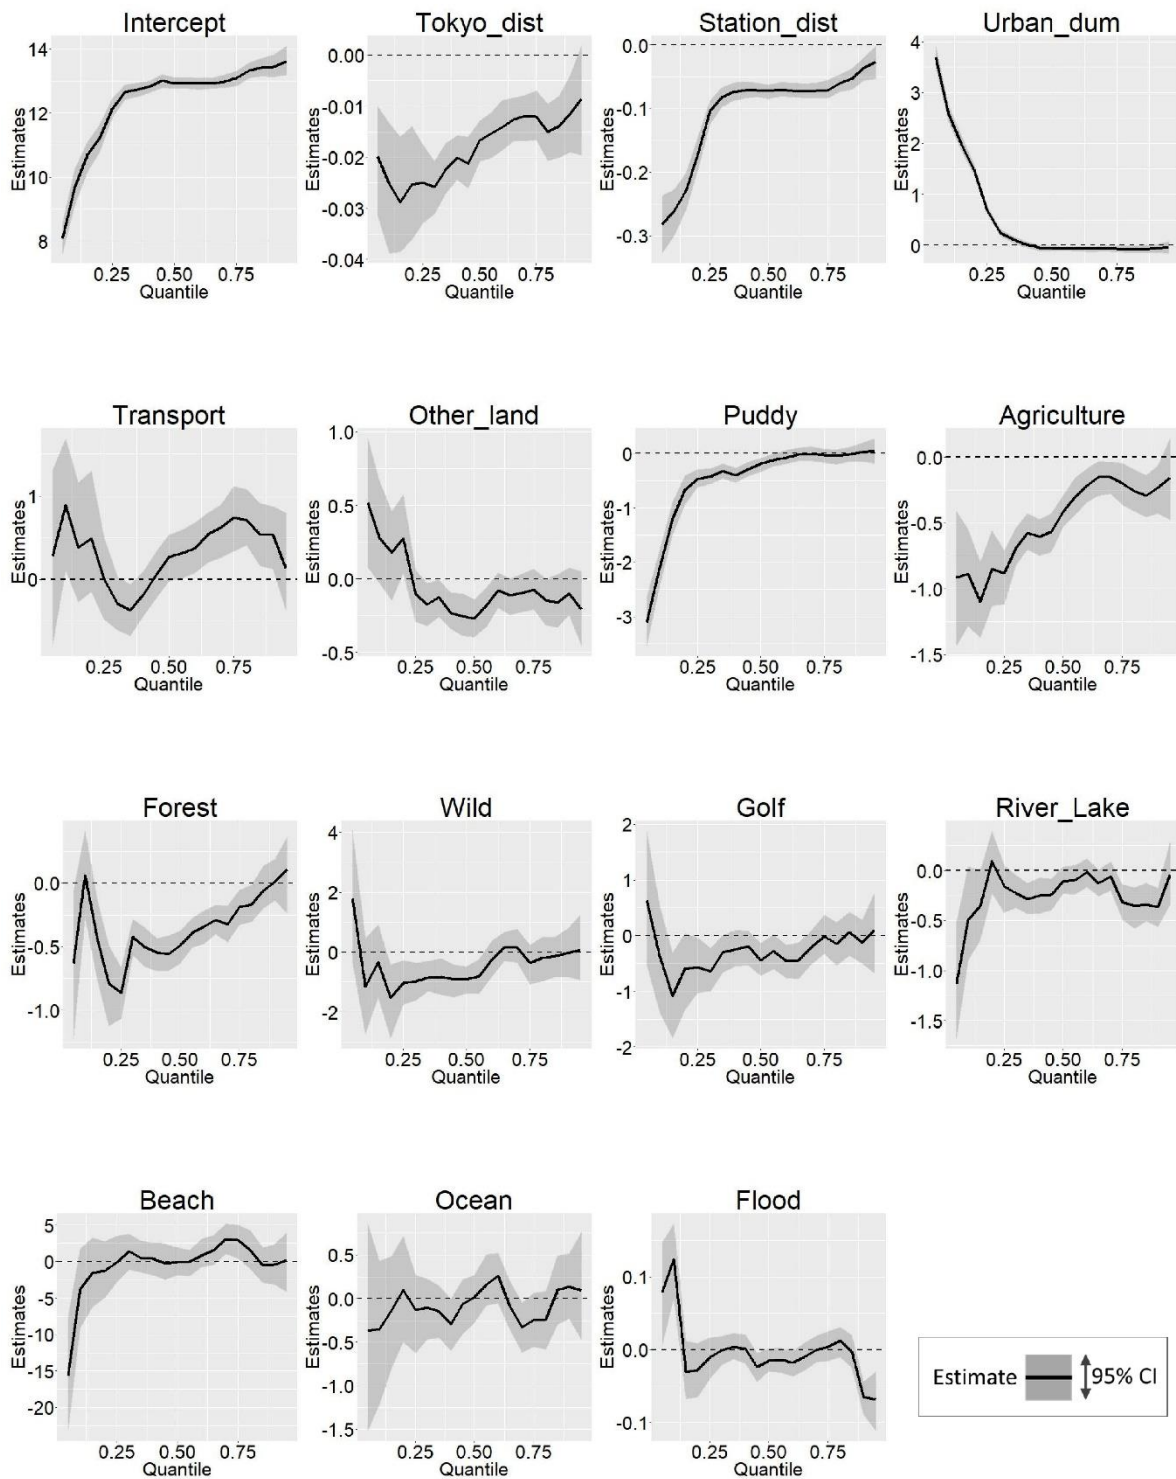 Intercept
Tokyo_dist
Station_dist
Urban_dum
Estimates
14
12
10
8
0.25 0.50 0.75
Quantile
Estimates
0.00
-0.01
-0.02
-0.03
-0.04
0.25 0.50 0.75
Quantile
Estimates
0.0
-0.1
-0.2
-0.3
0.25 0.50 0.75
Quantile
Estimates
4
3
2
1
0
0.25 0.50 0.75
Quantile
Transport
Other_land
Puddy
Agriculture
Estimates
1
0
0.25 0.50 0.75
Quantile
Estimates
1.0
0.5
0.0
-0.5
0.25 0.50 0.75
Quantile
Estimates
0
-1
-2
-3
0.25 0.50 0.75
Quantile
Estimates
0.0
-0.5
-1.0
-1.5
0.25 0.50 0.75
Quantile
Forest
Wild
Golf
River_Lake
Estimates
0.0
-0.5
-1.0
0.25 0.50 0.75
Quantile
Estimates
4
2
0
-2
0.25 0.50 0.75
Quantile
Estimates
2
1
0
-1
-2
0.25 0.50 0.75
Quantile
Estimates
0.0
-0.5
-1.0
-1.5
0.25 0.50 0.75
Quantile
Beach
Ocean
Flood
Estimates
5
0
-5
-10
-15
-20
0.25 0.50 0.75
Quantile
Estimates
0.5
0.0
-0.5
-1.0
-1.5
0.25 0.50 0.75
Quantile
Estimates
0.1
0.0
-0.1
0.25 0.50 0.75
Quantile
Estimate 95% CI